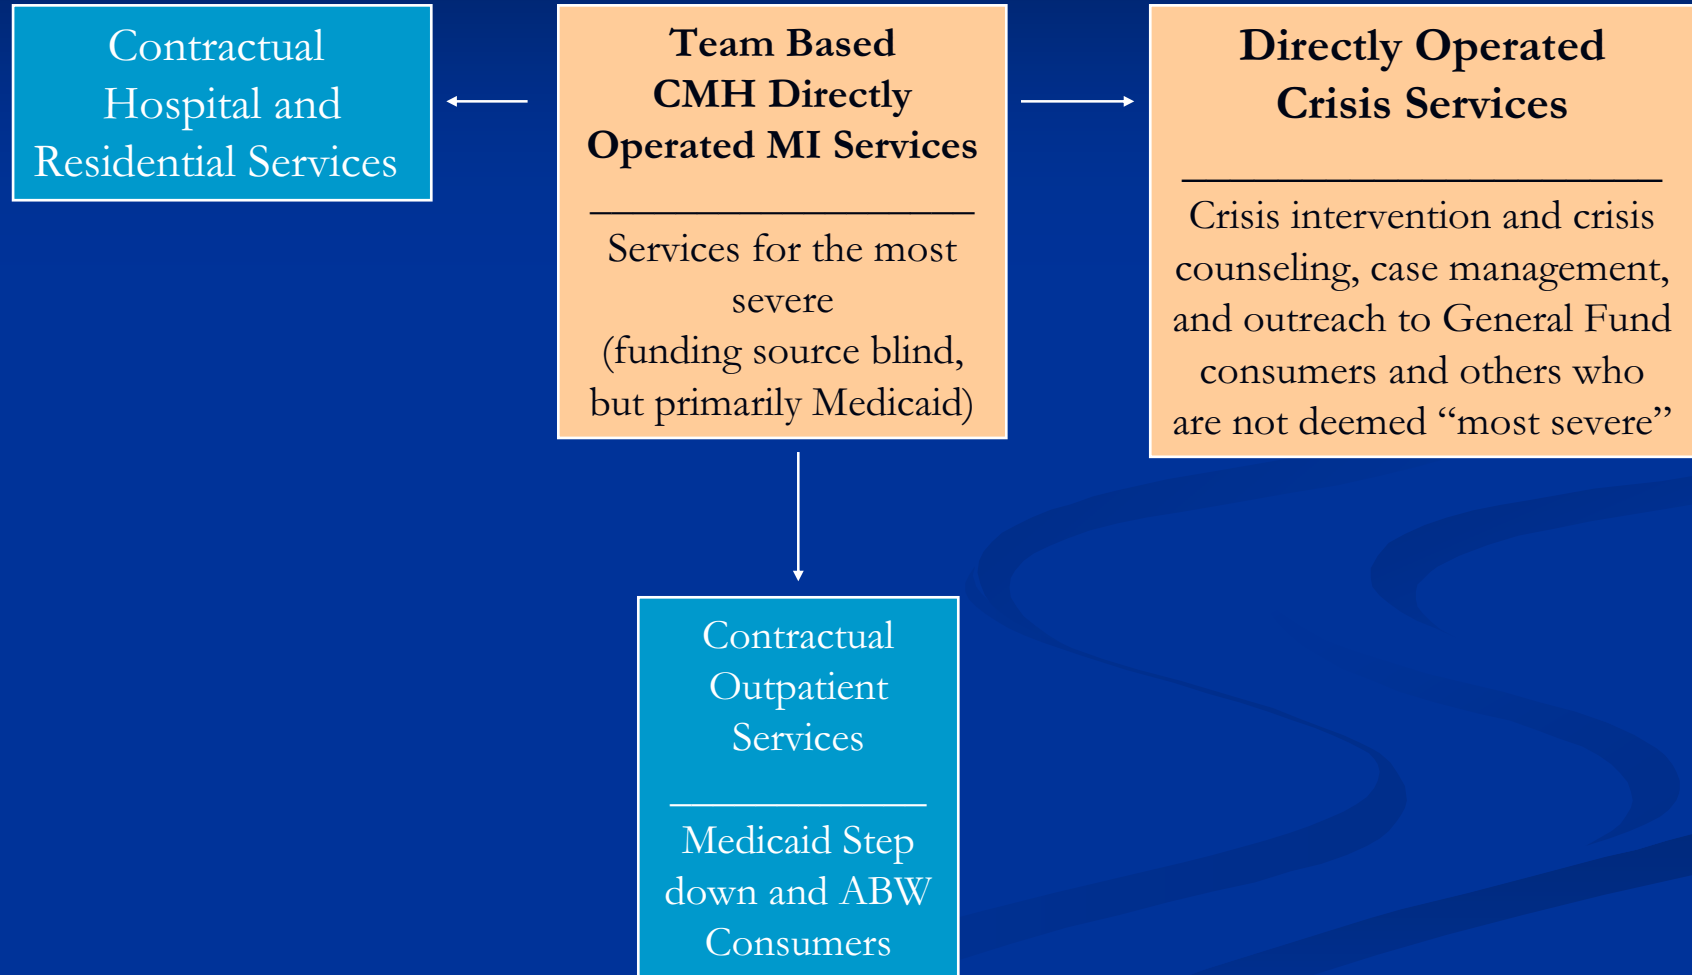 Contractual
Hospital and
Residential Services
Team Based
CMH Directly
Operated MI Services
Services for the most
severe
(funding source blind,
but primarily Medicaid)
Directly Operated
Crisis Services
Crisis intervention and crisis
counseling, case management,
and outreach to General Fund
consumers and others who
are not deemed “most severe”
Contractual
Outpatient
Services
Medicaid Step
down and ABW
Consumers